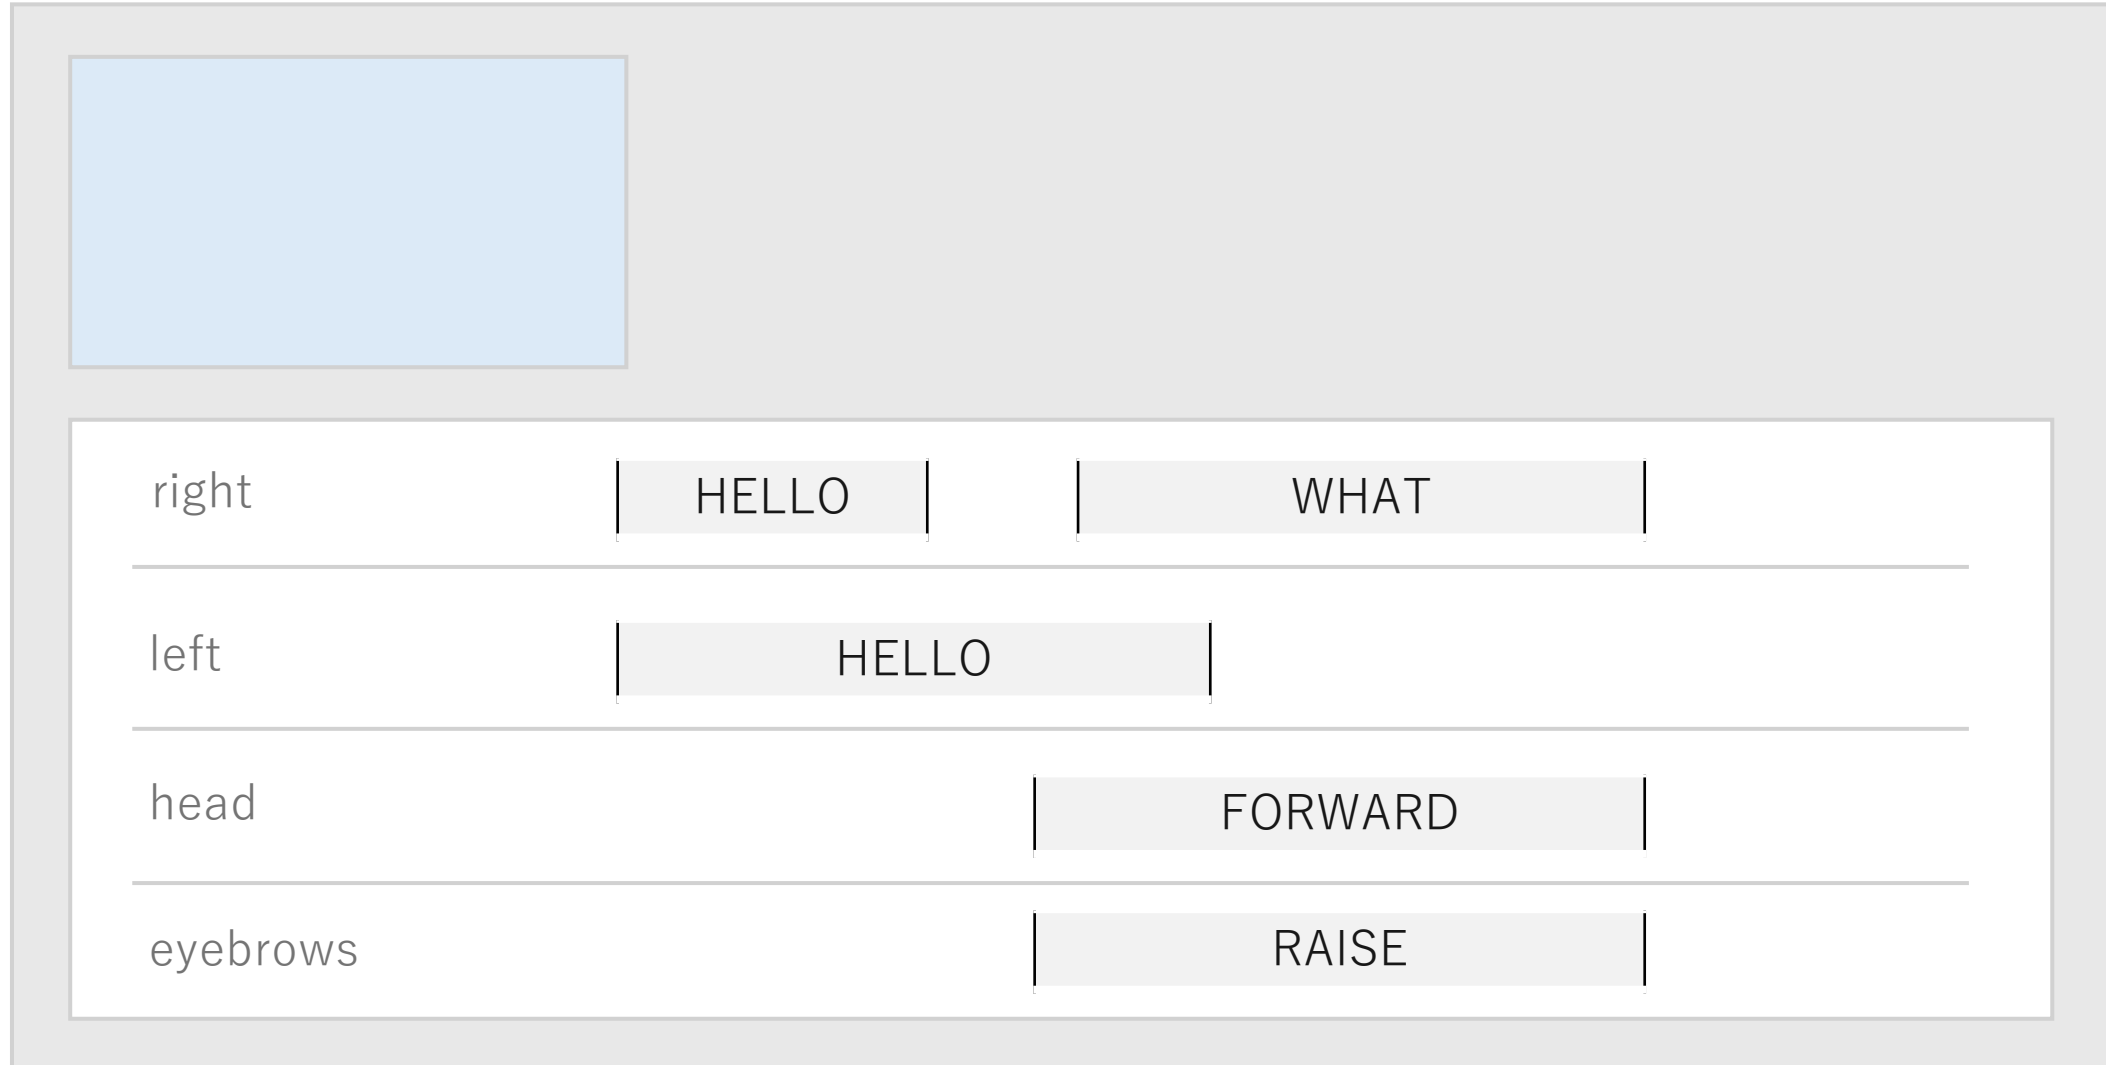 right HELLO WHAT
left HELLO
head FORWARD
eyebrows RAISE